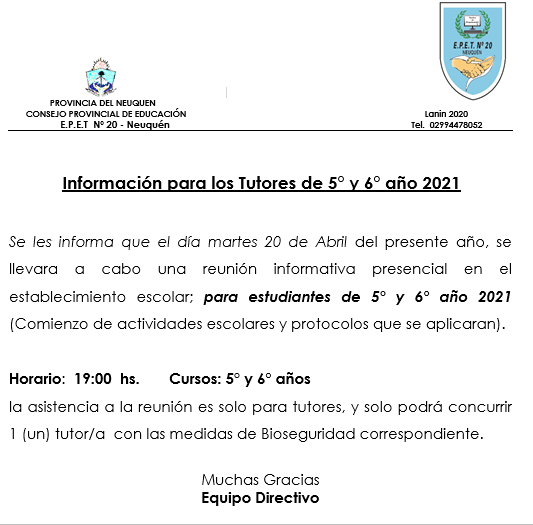 E.P.E.T. Nº 20
NEUQUEN
PROVINCIA DEL NEUQUEN
CONSEJO PROVINCIAL DE EDUCACIÓN
E.P.E.T Nº 20 - Neuquén
Lanin 2020
Tel. 02994478052
Información para los Tutores de 5° y 6° año 2021
Se les informa que el día martes 20 de Abril del presente año, se
llevara a cabo una reunión informativa presencial en el
establecimiento escolar; para estudiantes de 5° y 6° año 2021
(Comienzo de actividades escolares y protocolos que se aplicaran).
Horario: 19:00 hs. Cursos: 5° y 6° años
la asistencia a la reunión es solo para tutores, y solo podrá concurrir
1 (un) tutor/a con las medidas de Bioseguridad correspondiente.
Muchas Gracias
Equipo Directivo